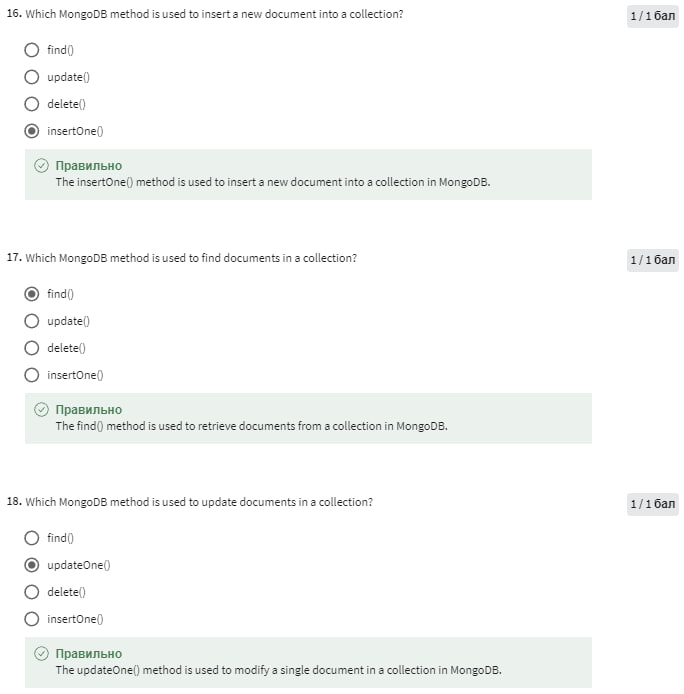 16. Which MongoDB method is used to insert a new document into a collection?
1 / 1 бал
find()
update()
delete()
insertOne()
Правильно
The insertOne() method is used to insert a new document into a collection in MongoDB.
17. Which MongoDB method is used to find documents in a collection?
1 / 1 бал
find()
update()
delete()
insertOne()
Правильно
The find() method is used to retrieve documents from a collection in MongoDB.
18. Which MongoDB method is used to update documents in a collection?
1 / 1 бал
find()
updateOne()
delete()
insertOne()
Правильно
The updateOne() method is used to modify a single document in a collection in MongoDB.